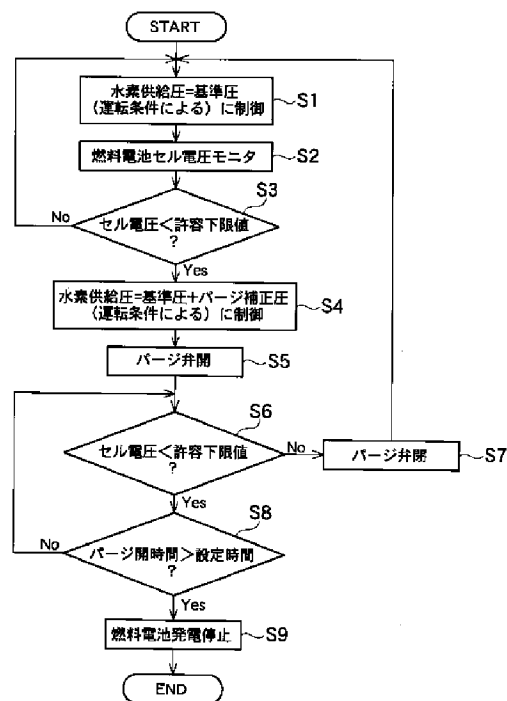 START
水素供給圧=基準圧
(運転条件による)に制御
S1
燃料電池セル電圧モニタ
S2
S3
セル電圧<許容下限値
?
No
Yes
水素供給圧=基準圧+パージ補正圧
(運転条件による)に制御
S4
パージ弁開
S5
S6
セル電圧<許容下限値
?
No
パージ弁閉
S7
Yes
S8
パージ開時間>設定時間
?
No
Yes
燃料電池発電停止
S9
END